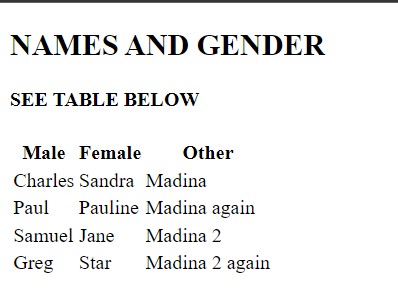 NAMES AND GENDER
SEE TABLE BELOW
Male Female Other
Charles Sandra Madina
Paul Pauline Madina again
Samuel Jane Madina 2
Greg Star Madina 2 again